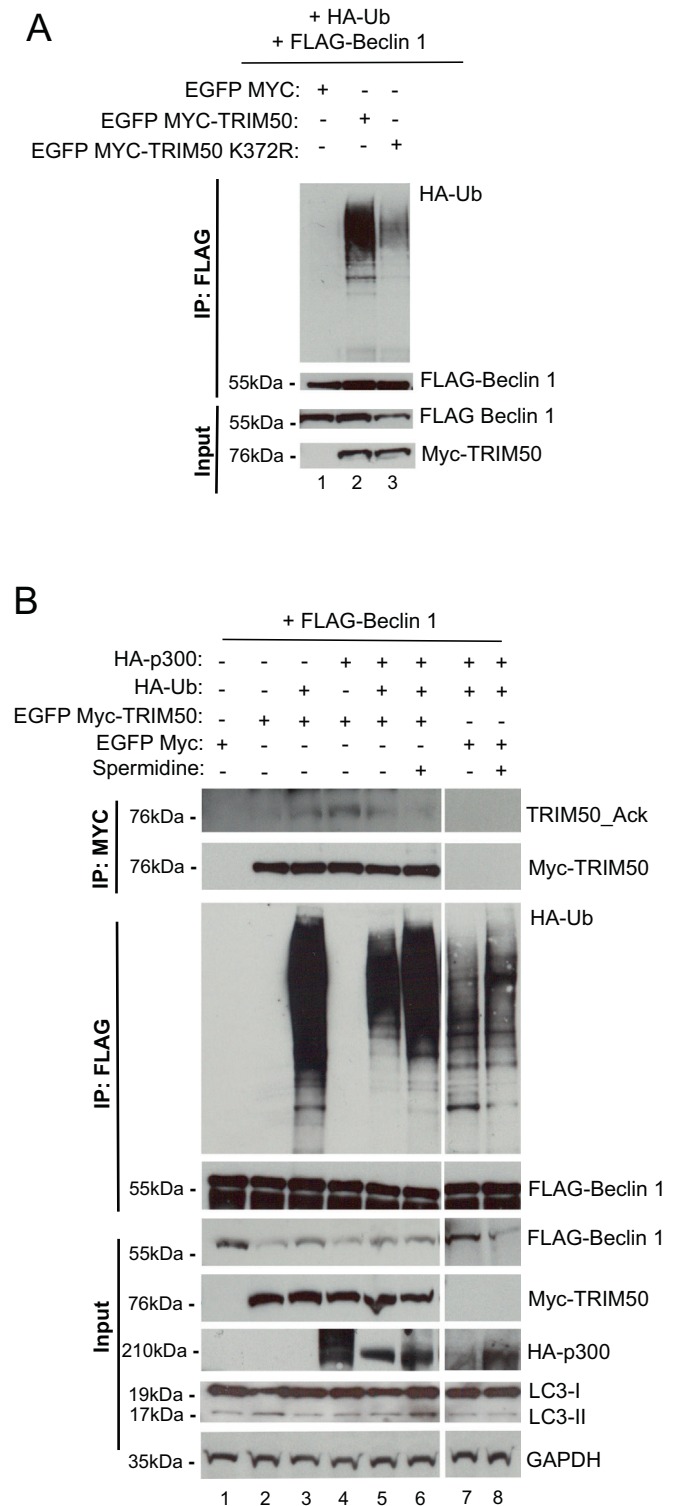 A
+ HA-Ub
+ FLAG-Beclin 1
EGFP MYC: + - -
EGFP MYC-TRIM50: - + -
EGFP MYC-TRIM50 K372R: - - +
HA-Ub
IP: FLAG
55kDa - FLAG-Beclin 1
Input
55kDa - FLAG Beclin 1
76kDa - Myc-TRIM50
1 2 3
B
+ FLAG-Beclin 1
HA-p300: - - - + + + + +
HA-Ub: - - + - + + + +
EGFP Myc-TRIM50: - + + + + + - -
EGFP Myc: + - - - - - + +
Spermidine: - - - - - + - +
IP: MYC
76kDa - TRIM50_Ack
76kDa - Myc-TRIM50
HA-Ub
IP: FLAG
55kDa - FLAG-Beclin 1
Input
55kDa - FLAG-Beclin 1
76kDa - Myc-TRIM50
210kDa - HA-p300
19kDa - LC3-I
17kDa - LC3-II
35kDa - GAPDH
1 2 3 4 5 6 7 8